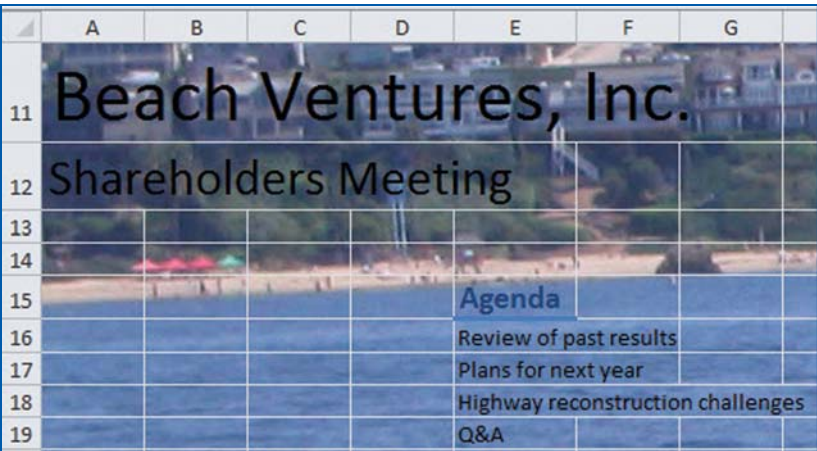 A B C D E F G
11 Beach Ventures, Inc.
12 Shareholders Meeting
13
14
15 Agenda
16 Review of past results
17 Plans for next year
18 Highway reconstruction challenges
19 Q&A